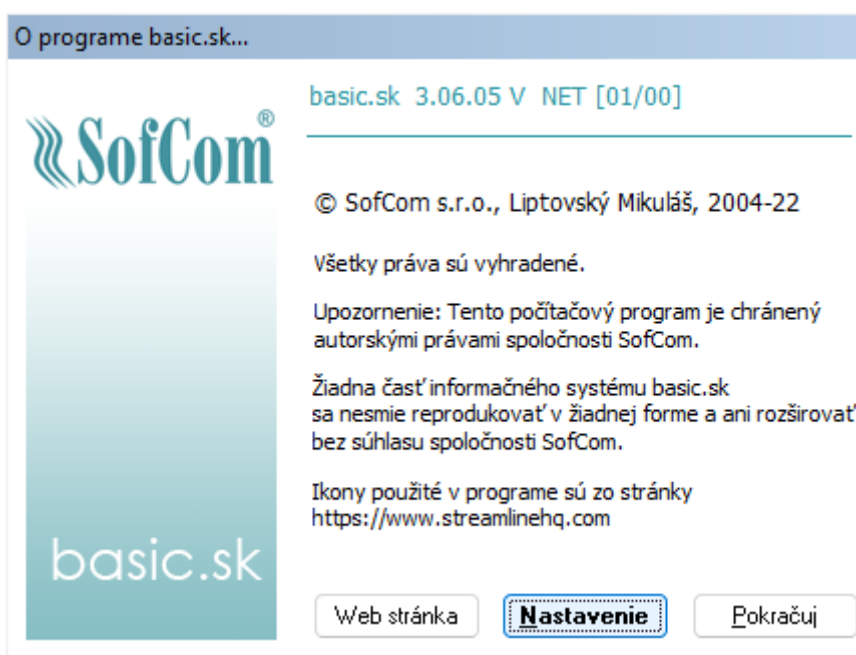 O programe basic.sk...
SofCom®
basic.sk 3.06.05 V NET [01/00]
© SofCom s.r.o., Liptovský Mikuláš, 2004-22
Všetky práva sú vyhradené.
Upozornenie: Tento počítačový program je chránený
autorskými právami spoločnosti SofCom.
Žiadna časť informačného systému basic.sk
sa nesmie reprodukovať v žiadnej forme a ani rozširovať
bez súhlasu spoločnosti SofCom.
Ikony použité v programe sú zo stránky
https://www.streamlinehq.com
basic.sk
Web stránka Nastavenie Pokračuj